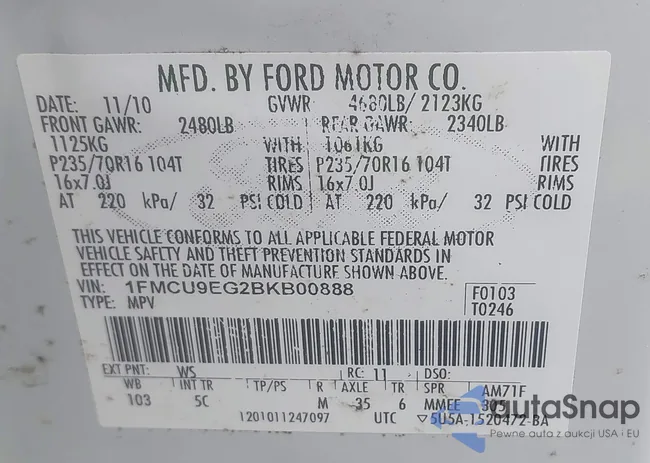 MFD. BY FORD MOTOR CO.
DATE: 11/10 GVWR 4680LB/ 2123KG
FRONT GAWR: 2480LB REAR GAWR: 2340LB
1125KG WITH 1061KG WITH
P235/70R16 104T TIRES P235/70R16 104T TIRES
16x7.0J RIMS 16x7.0J RIMS
AT 220 kPa/ 32 PSI COLD AT 220 kPa/ 32 PSI COLD
THIS VEHICLE CONFORMS TO ALL APPLICABLE FEDERAL MOTOR
VEHICLE SAFETY AND THEFT PREVENTION STANDARDS IN
EFFECT ON THE DATE OF MANUFACTURE SHOWN ABOVE.
VIN: 1FMCU9EG2BKB00888
TYPE: MPV
F0103
T0246
EXT PNT: WS RC: 11 DSO:
WB INT TR TP/PS R AXLE TR SPR AM71F
103 5C M 35 6 MMEE 305
1201011247097 UTC ▽5U5A-1520472-BA
autoSnap
Pewne auta z aukcji USA i EU